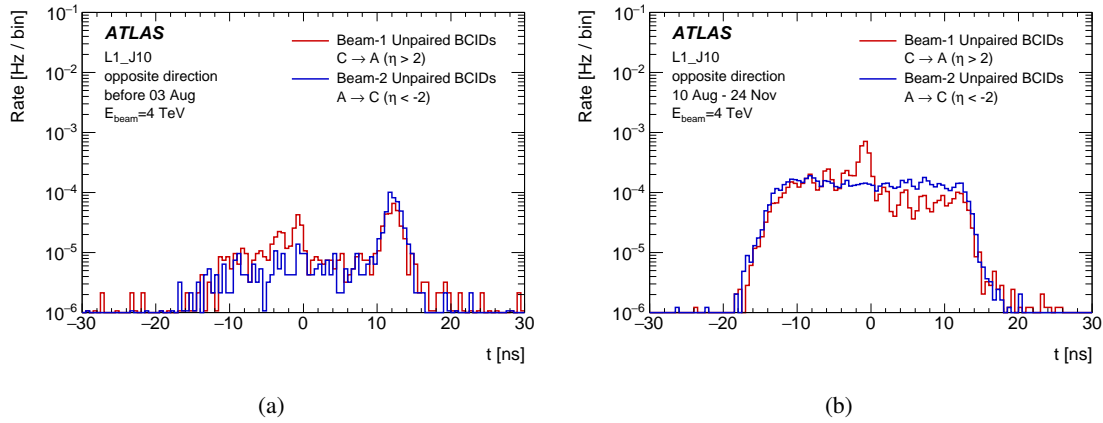 Rate [Hz / bin]
10⁻¹
10⁻²
10⁻³
10⁻⁴
10⁻⁵
10⁻⁶
ATLAS
L1_J10
opposite direction
before 03 Aug
E_beam=4 TeV
Beam-1 Unpaired BCIDs
C → A (η > 2)
Beam-2 Unpaired BCIDs
A → C (η < -2)
−30 −20 −10 0 10 20 30
t [ns]
(a)
Rate [Hz / bin]
10⁻¹
10⁻²
10⁻³
10⁻⁴
10⁻⁵
10⁻⁶
ATLAS
L1_J10
opposite direction
10 Aug - 24 Nov
E_beam=4 TeV
Beam-1 Unpaired BCIDs
C → A (η > 2)
Beam-2 Unpaired BCIDs
A → C (η < -2)
−30 −20 −10 0 10 20 30
t [ns]
(b)